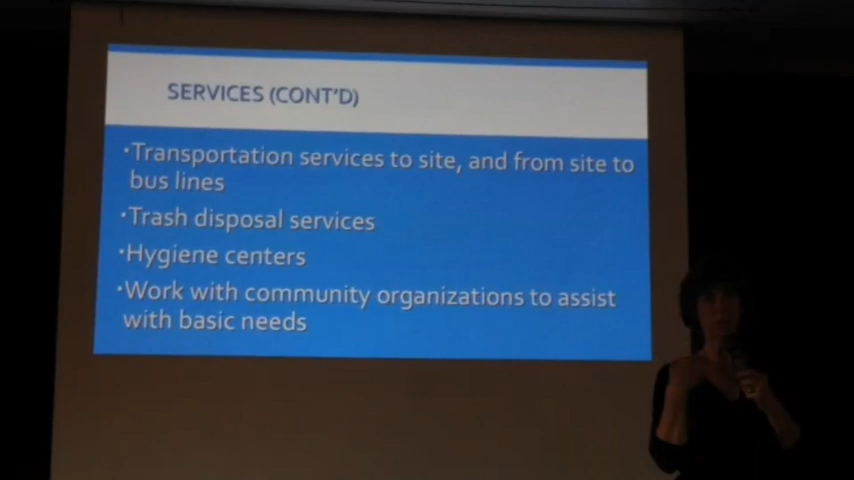 SERVICES (CONT'D)
•Transportation services to site, and from site to
bus lines
•Trash disposal services
•Hygiene centers
•Work with community organizations to assist
with basic needs